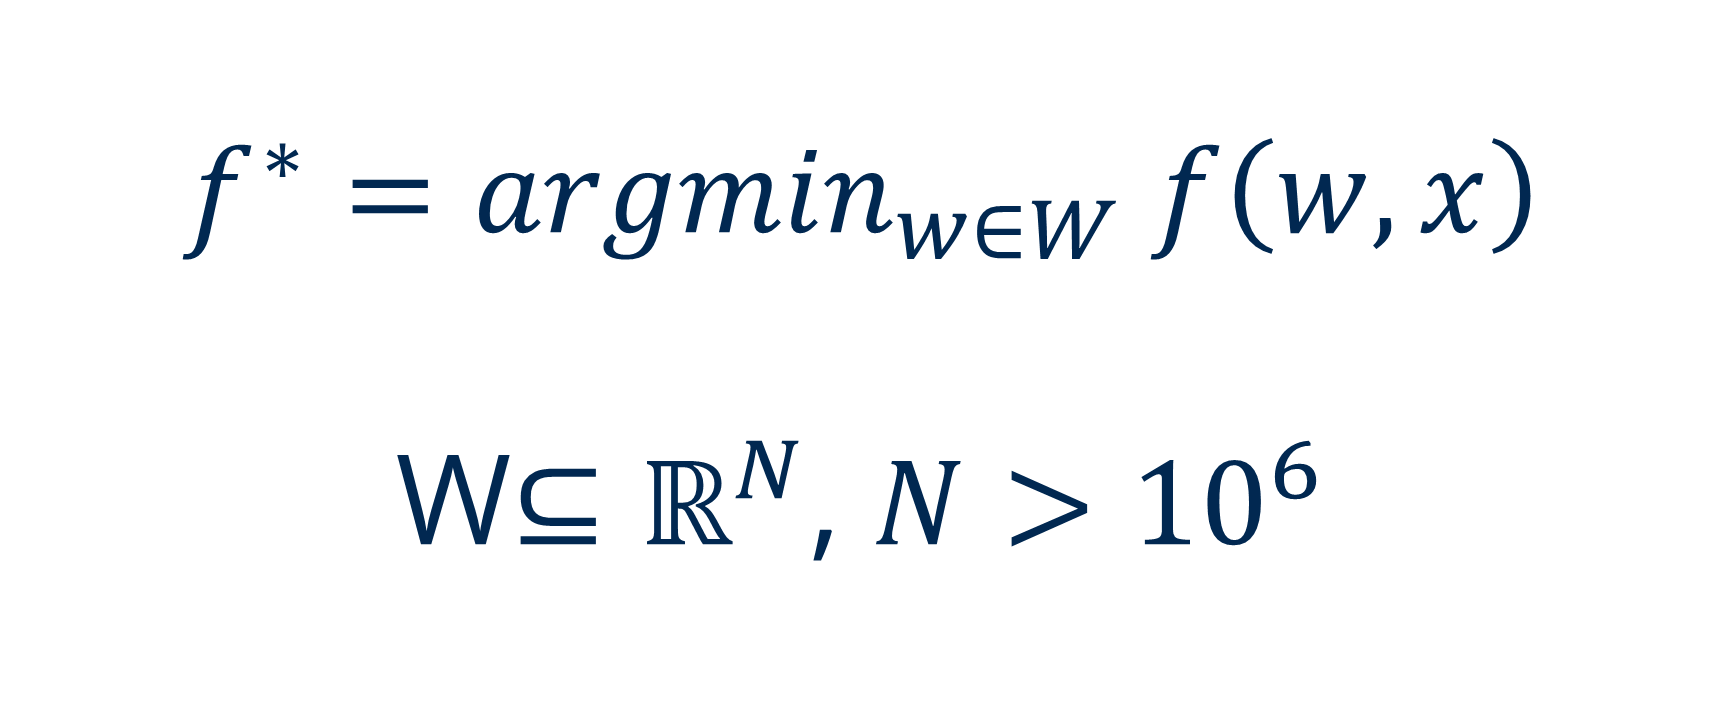 f* = argmin_{w∈W} f(w, x)
W⊆ ℝ^N, N > 10^6